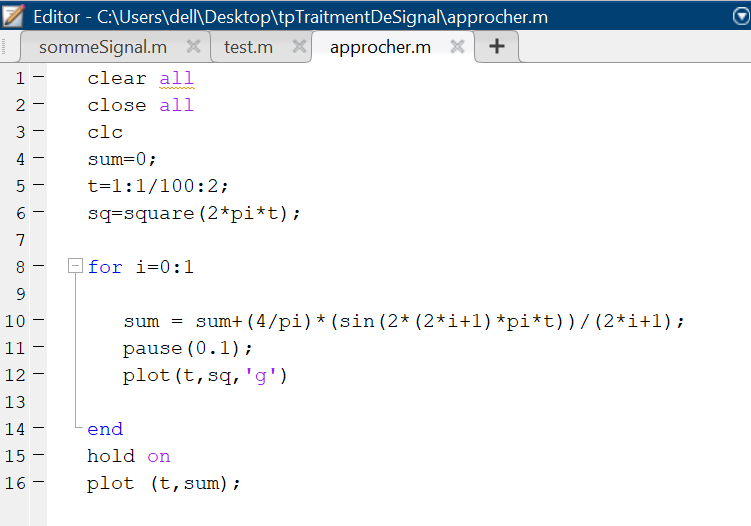 Editor - C:\Users\dell\Desktop\tpTraitmentDeSignal\approcher.m
sommeSignal.m test.m approcher.m
1 clear all
2 close all
3 clc
4 sum=0;
5 t=1:1/100:2;
6 sq=square(2*pi*t);
7
8 for i=0:1
9
10 sum = sum+(4/pi)*(sin(2*(2*i+1)*pi*t))/(2*i+1);
11 pause(0.1);
12 plot(t,sq,'g')
13
14 end
15 hold on
16 plot (t,sum);